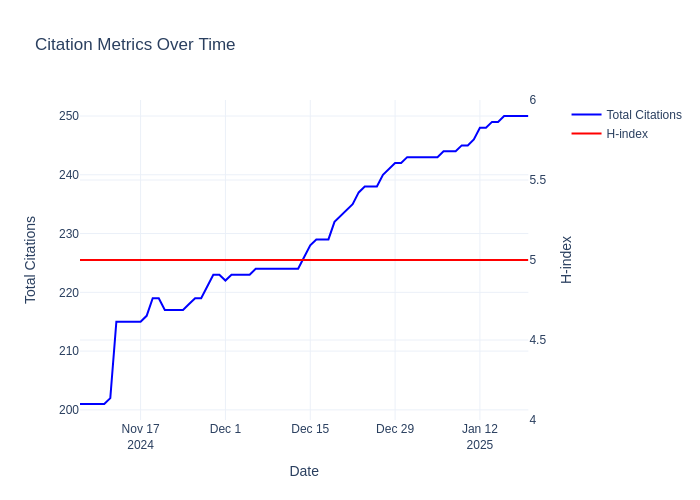 Citation Metrics Over Time
Total Citations
H-index
250
240
230
220
210
200
6
5.5
5
4.5
4
Total Citations
H-index
Nov 17
2024
Dec 1
Dec 15
Dec 29
Jan 12
2025
Date